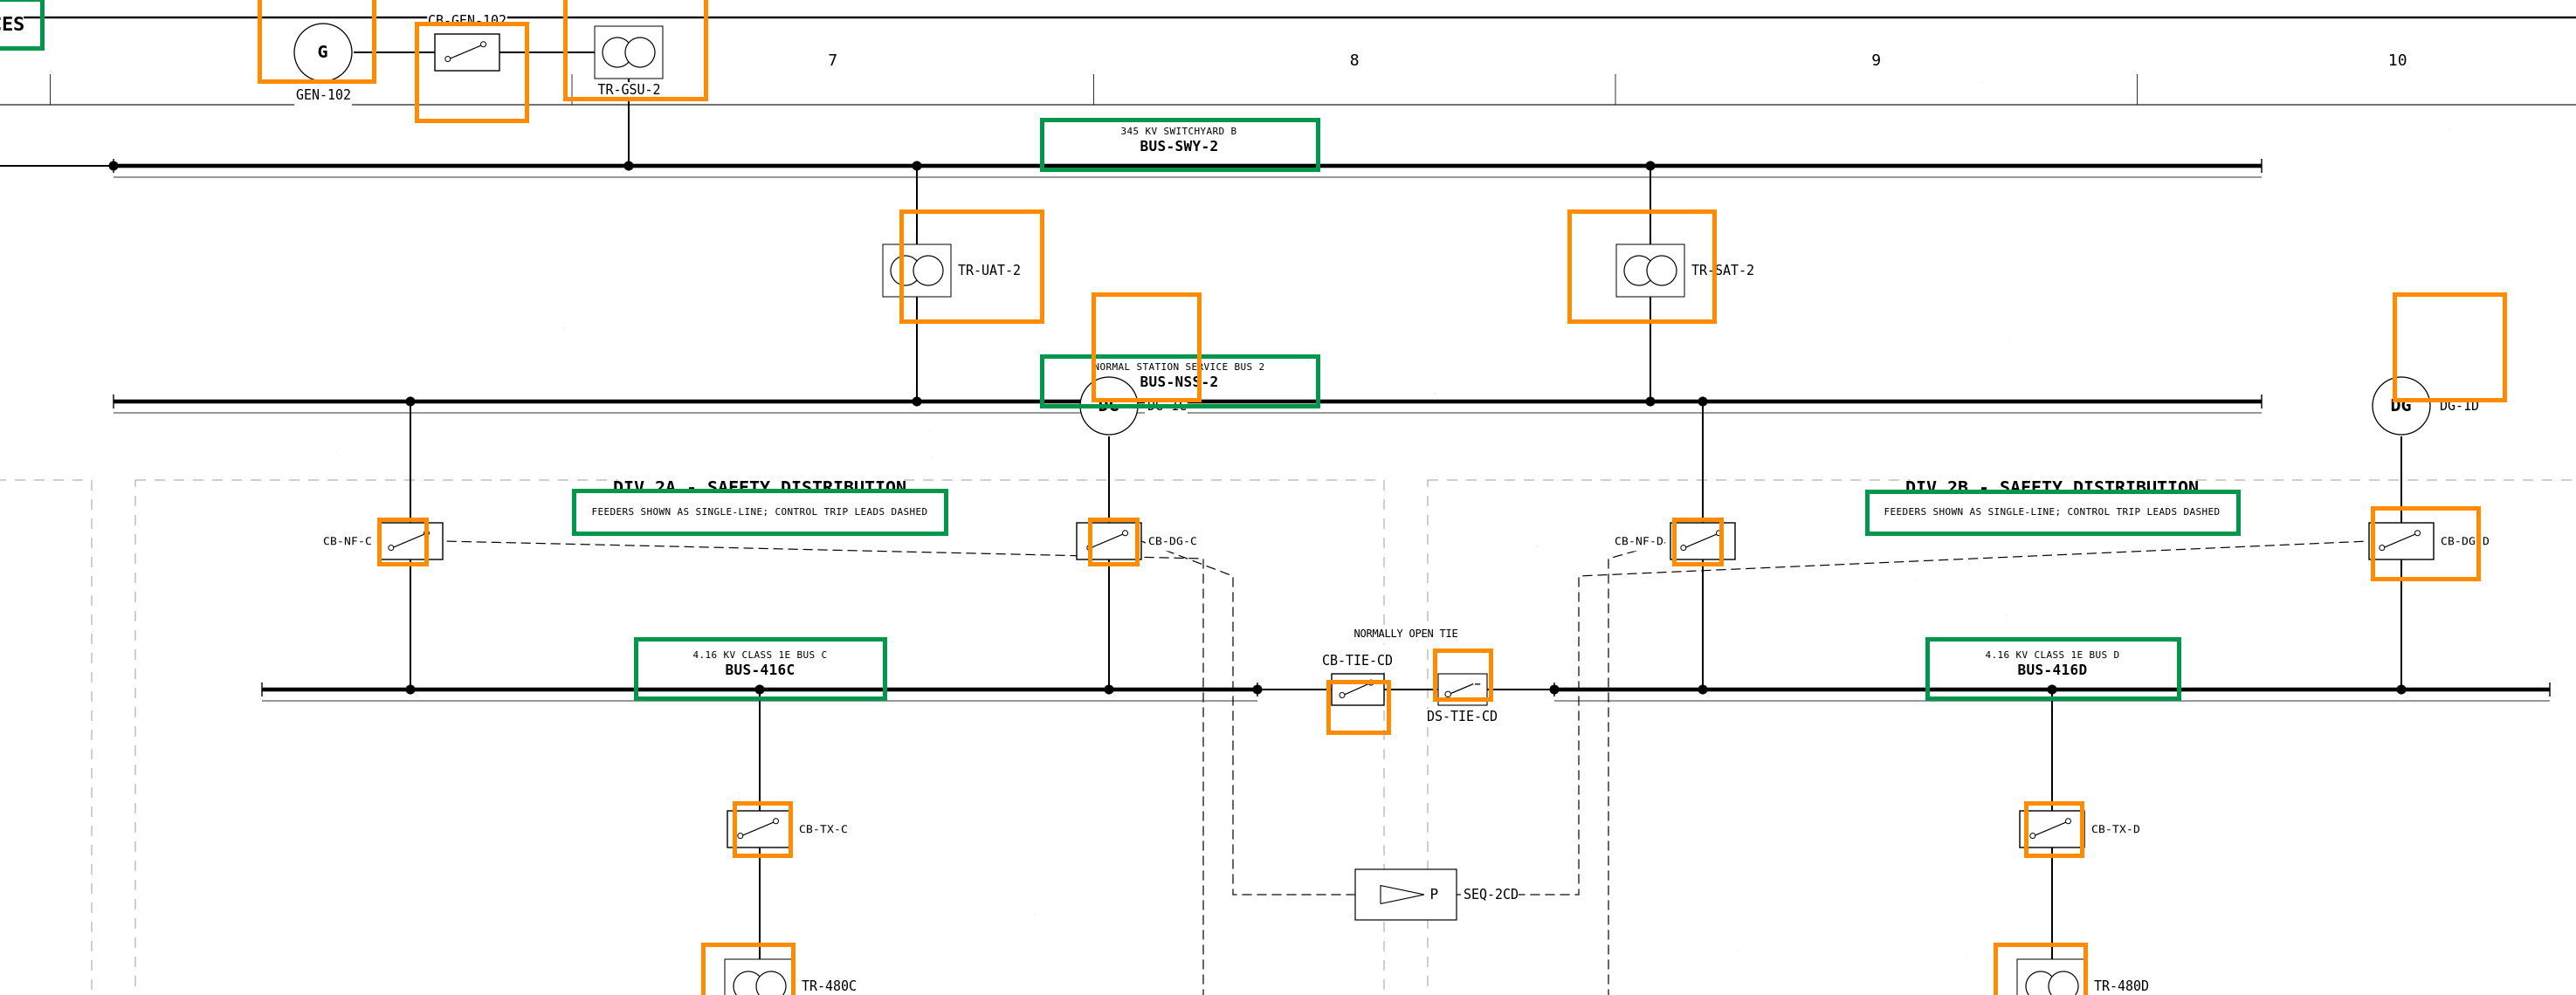 CB-GEN-102
G
GEN-102
TR-GSU-2
7
8
9
10
345 KV SWITCHYARD B
BUS-SWY-2
TR-UAT-2
TR-SAT-2
NORMAL STATION SERVICE BUS 2
BUS-NSS-2
DG
DG-1D
DIV 2A - SAFETY DISTRIBUTION
FEEDERS SHOWN AS SINGLE-LINE; CONTROL TRIP LEADS DASHED
DIV 2B - SAFETY DISTRIBUTION
FEEDERS SHOWN AS SINGLE-LINE; CONTROL TRIP LEADS DASHED
CB-NF-C
CB-DG-C
CB-NF-D
CB-DG-D
NORMALLY OPEN TIE
CB-TIE-CD
DS-TIE-CD
4.16 KV CLASS 1E BUS C
BUS-416C
4.16 KV CLASS 1E BUS D
BUS-416D
CB-TX-C
CB-TX-D
P
SEQ-2CD
TR-480C
TR-480D